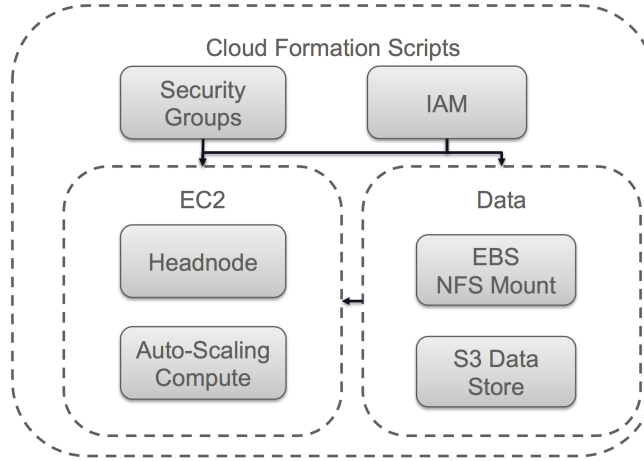 Cloud Formation Scripts
Security
Groups
IAM
EC2
Data
Headnode
EBS
NFS Mount
Auto-Scaling
Compute
S3 Data
Store